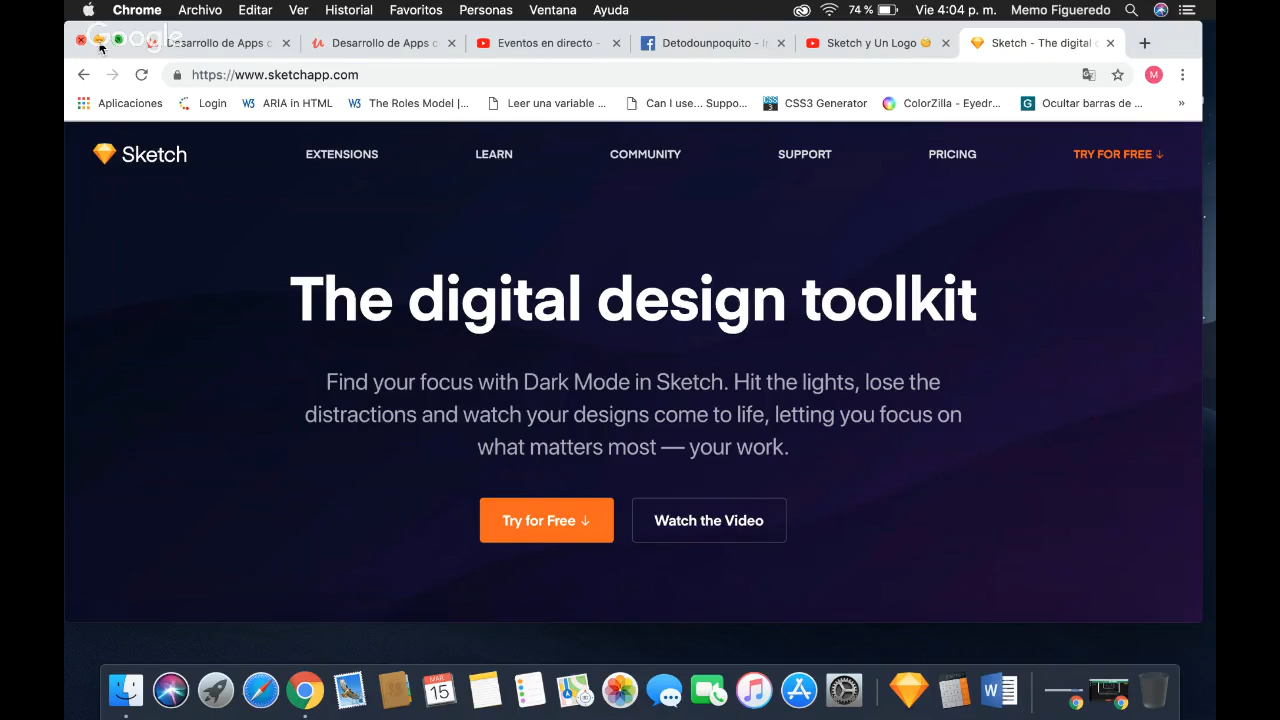 Chrome Archivo Editar Ver Historial Favoritos Personas Ventana Ayuda 74 % Vie 4:04 p. m. Memo Figueredo
Google
Desarrollo de Apps c Desarrollo de Apps c Eventos en directo - Detodounpoquito - I Sketch y Un Logo Sketch - The digital c
https://www.sketchapp.com M
Aplicaciones Login W3 ARIA in HTML W3 The Roles Model |... Leer una variable ... Can I use... Suppo... CSS3 CSS3 Generator ColorZilla - Eyedr... G Ocultar barras de ... »
Sketch EXTENSIONS LEARN COMMUNITY SUPPORT PRICING TRY FOR FREE ↓
The digital design toolkit
Find your focus with Dark Mode in Sketch. Hit the lights, lose the
distractions and watch your designs come to life, letting you focus on
what matters most — your work.
Try for Free ↓ Watch the Video
MAR
15